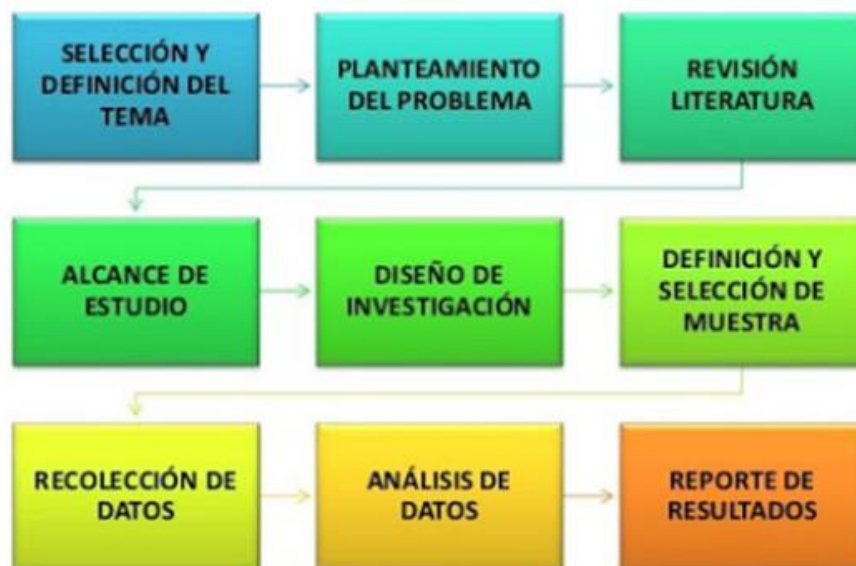 SELECCIÓN Y
DEFINICIÓN DEL
TEMA
PLANTEAMIENTO
DEL PROBLEMA
REVISIÓN
LITERATURA
ALCANCE DE
ESTUDIO
DISEÑO DE
INVESTIGACIÓN
DEFINICIÓN Y
SELECCIÓN DE
MUESTRA
RECOLECCIÓN DE
DATOS
ANÁLISIS DE
DATOS
REPORTE DE
RESULTADOS